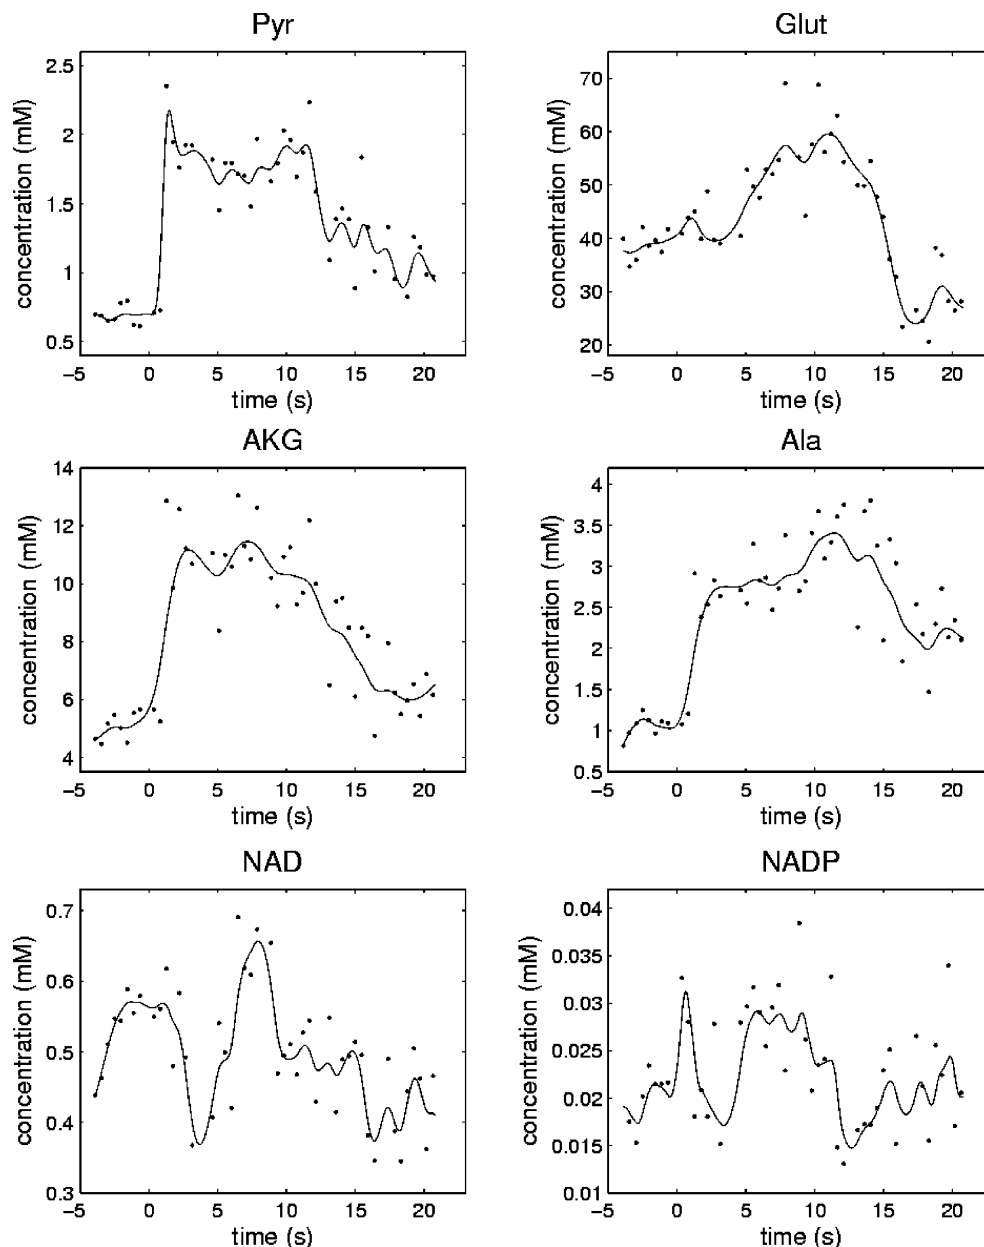 Pyr
Glut
2.5
2
1.5
1
0.5
concentration (mM)
−5 0 5 10 15 20
time (s)
70
60
50
40
30
20
concentration (mM)
−5 0 5 10 15 20
time (s)
AKG
Ala
14
12
10
8
6
4
concentration (mM)
−5 0 5 10 15 20
time (s)
4
3.5
3
2.5
2
1.5
1
0.5
concentration (mM)
−5 0 5 10 15 20
time (s)
NAD
NADP
0.7
0.6
0.5
0.4
0.3
concentration (mM)
−5 0 5 10 15 20
time (s)
0.04
0.035
0.03
0.025
0.02
0.015
0.01
concentration (mM)
−5 0 5 10 15 20
time (s)